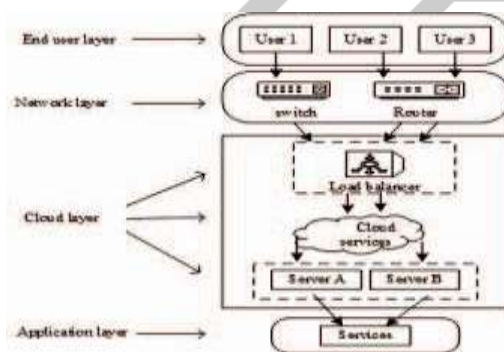 End user layer
User 1 User 2 User 3
Network layer
switch Router
Load balancer
Cloud layer
Cloud
services
Server A Server B
Application layer
Services